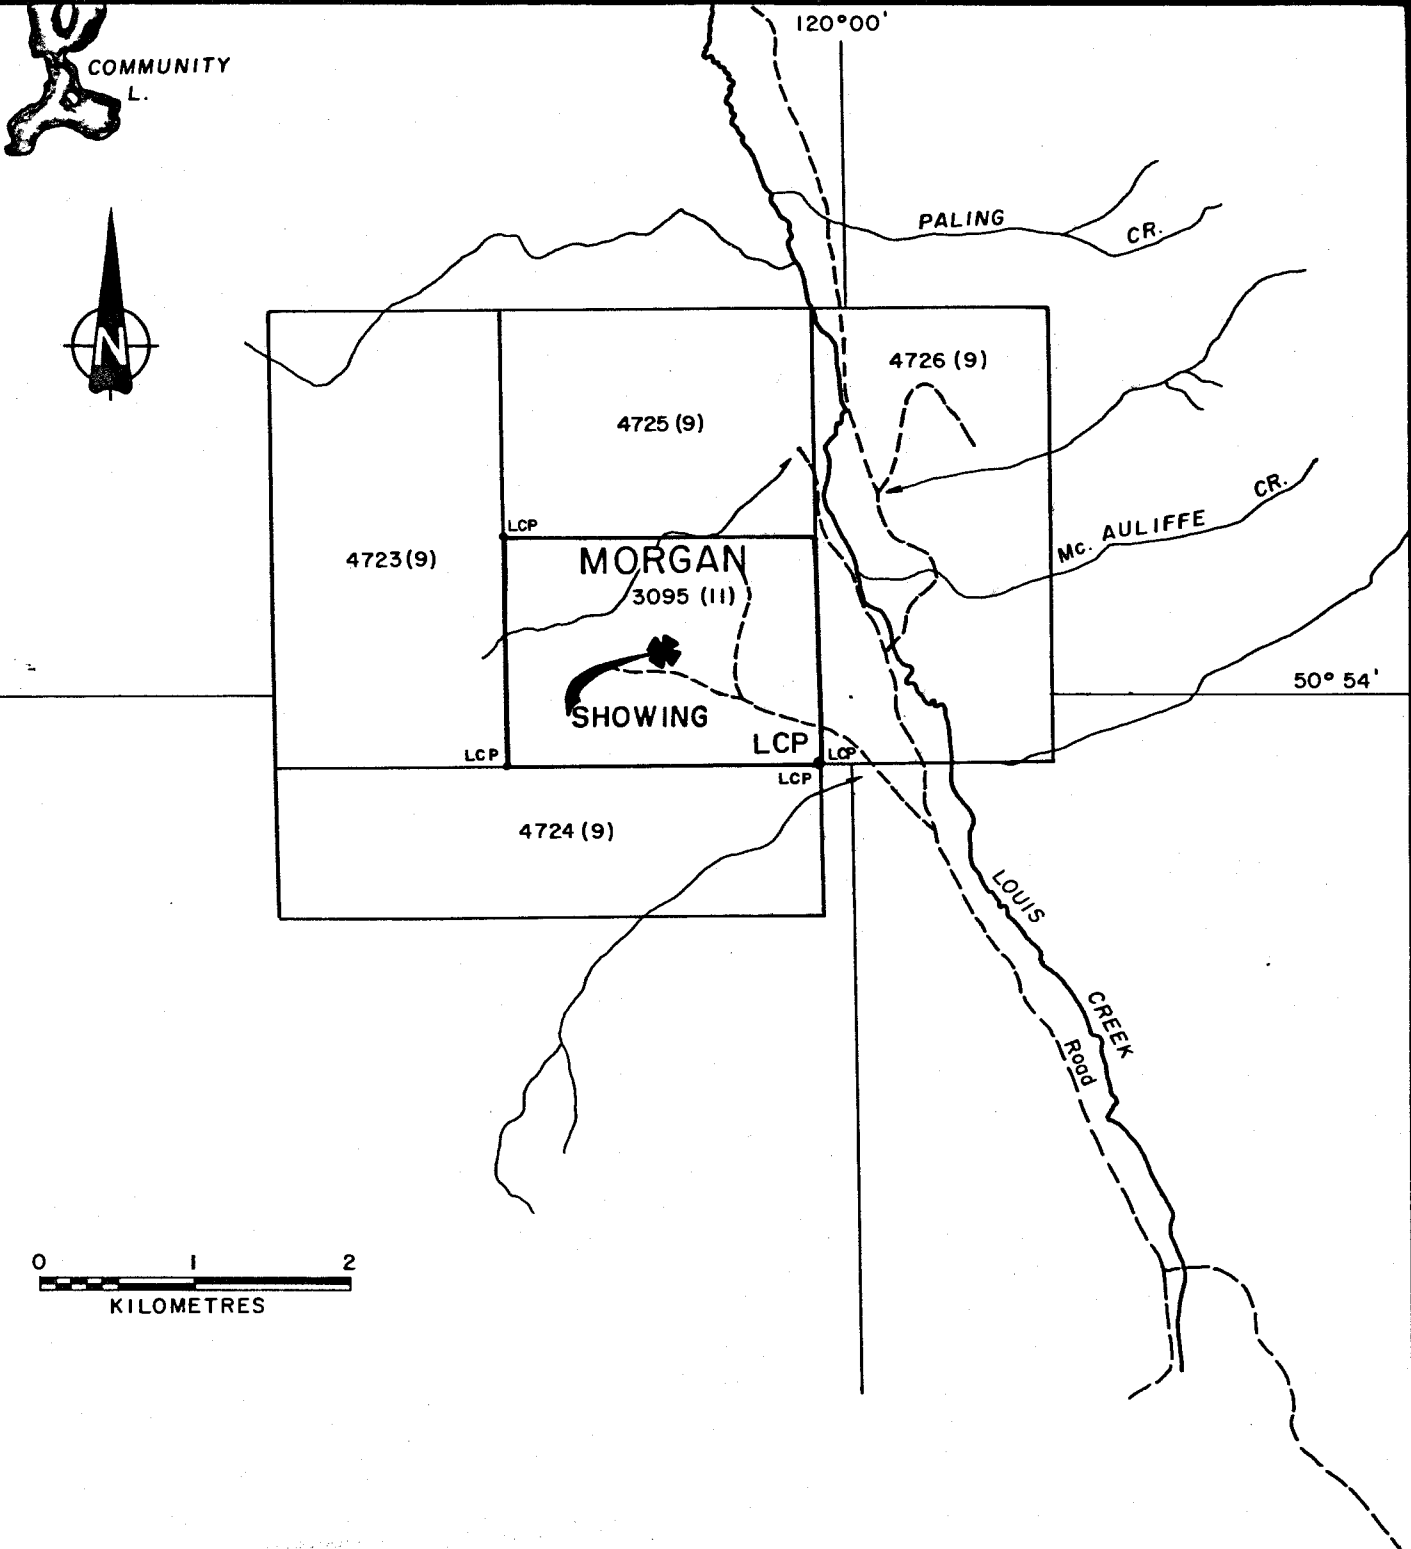 120°00'
COMMUNITY
L.
PALING
CR.
N
4726 (9)
4725 (9)
CR.
LCP
Mc. AULIFFE
4723 (9)
MORGAN
3095 (11)
50° 54'
SHOWING
LCP
LCP
LCP
LCP
4724 (9)
LOUIS
CREEK
Road
0 1 2
KILOMETRES